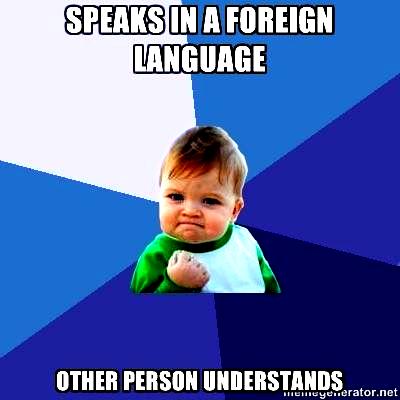 SPEAKS IN A FOREIGN
LANGUAGE
OTHER PERSON UNDERSTANDS
memegenerator.net